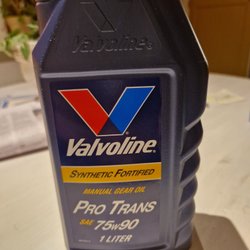 Valvoline
Valvoline
SYNTHETIC FORTIFIED
MANUAL GEAR OIL
PRO TRANS
SAE 75W90
1 LITER